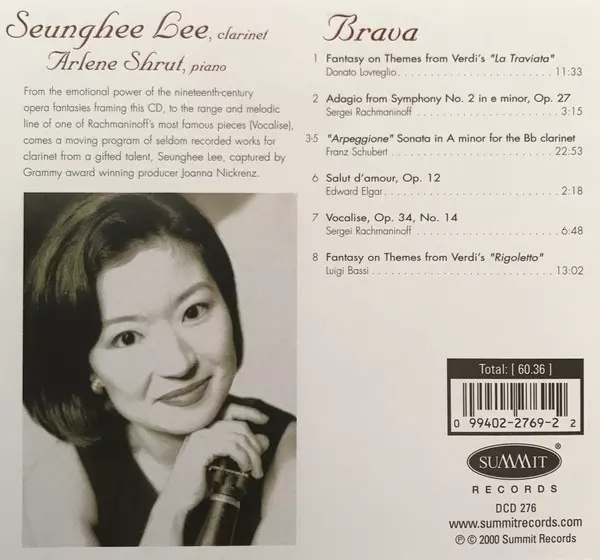 Seunghee Lee, clarinet
Arlene Shrut, piano
From the emotional power of the nineteenth-century
opera fantasies framing this CD, to the range and melodic
line of one of Rachmaninoff's most famous pieces (Vocalise),
comes a moving program of seldom recorded works for
clarinet from a gifted talent, Seunghee Lee, captured by
Grammy award winning producer Joanna Nickrenz.
Brava
1 Fantasy on Themes from Verdi's "La Traviata"
Donato Lovreglio 11:33
2 Adagio from Symphony No. 2 in e minor, Op. 27
Sergei Rachmaninoff 3:15
3-5 "Arpeggione" Sonata in A minor for the Bb clarinet
Franz Schubert 22:53
6 Salut d'amour, Op. 12
Edward Elgar 2:18
7 Vocalise, Op. 34, No. 14
Sergei Rachmaninoff 6:48
8 Fantasy on Themes from Verdi's "Rigoletto"
Luigi Bassi 13:02
Total: [ 60.36 ]
0 99402-2769-2 2
SUMMIT®
RECORDS
DCD 276
www.summitrecords.com
℗ © 2000 Summit Records